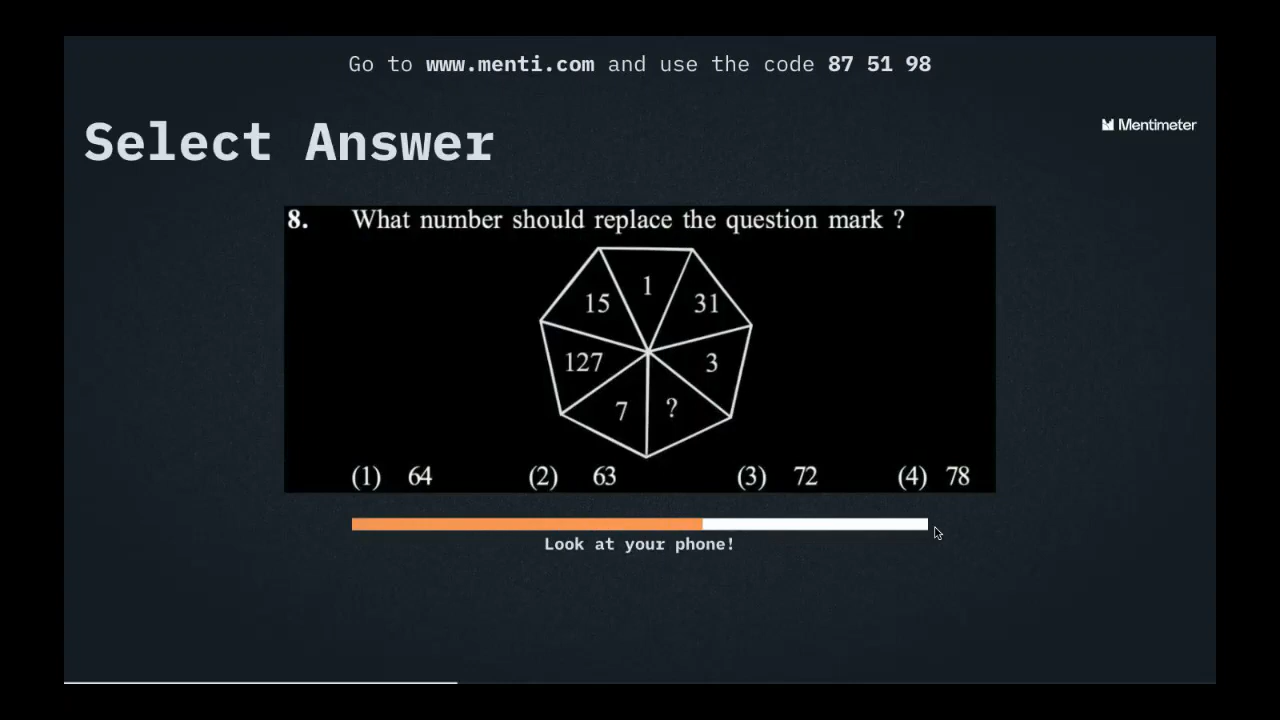 Go to www.menti.com and use the code 87 51 98
Select Answer
Mentimeter
8. What number should replace the question mark ?
1
15
31
127
3
7
?
(1) 64 (2) 63 (3) 72 (4) 78
Look at your phone!